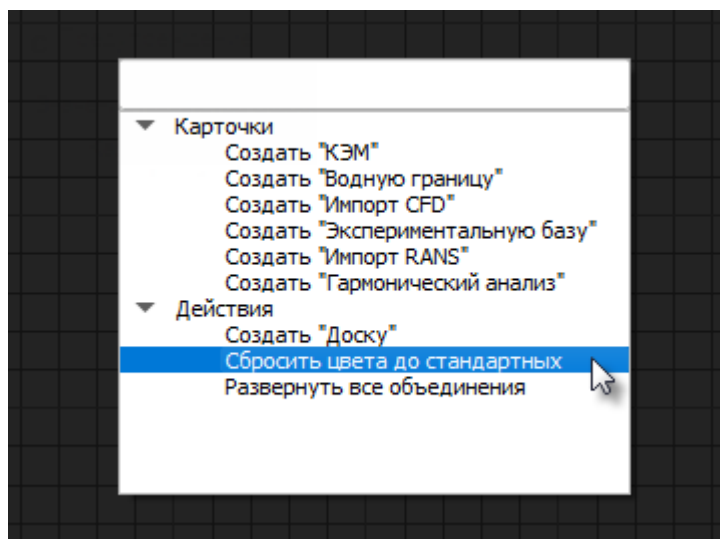 Карточки
Создать "КЭМ"
Создать "Водную границу"
Создать "Импорт CFD"
Создать "Экспериментальную базу"
Создать "Импорт RANS"
Создать "Гармонический анализ"
Действия
Создать "Доску"
Сбросить цвета до стандартных
Развернуть все объединения